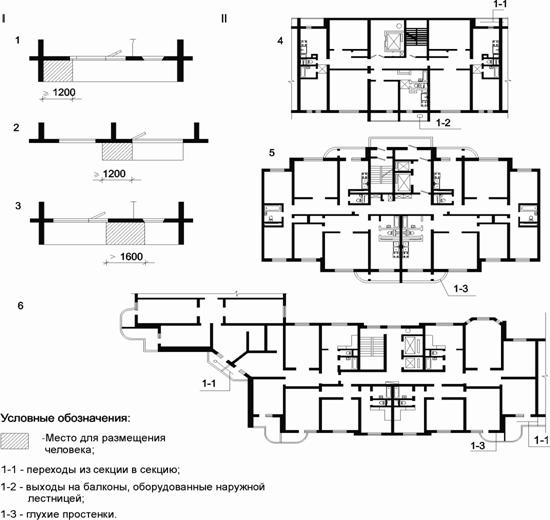 I
II
1-1
1
4
≥ 1200
1-2
2
5
≥ 1200
3
> 1600
1-3
6
1-1
1-3
1-1
Условные обозначения:
-Место для размещения
человека;
1-1 - переходы из секции в секцию;
1-2 - выходы на балконы, оборудованные наружной
лестницей;
1-3 - глухие простенки.